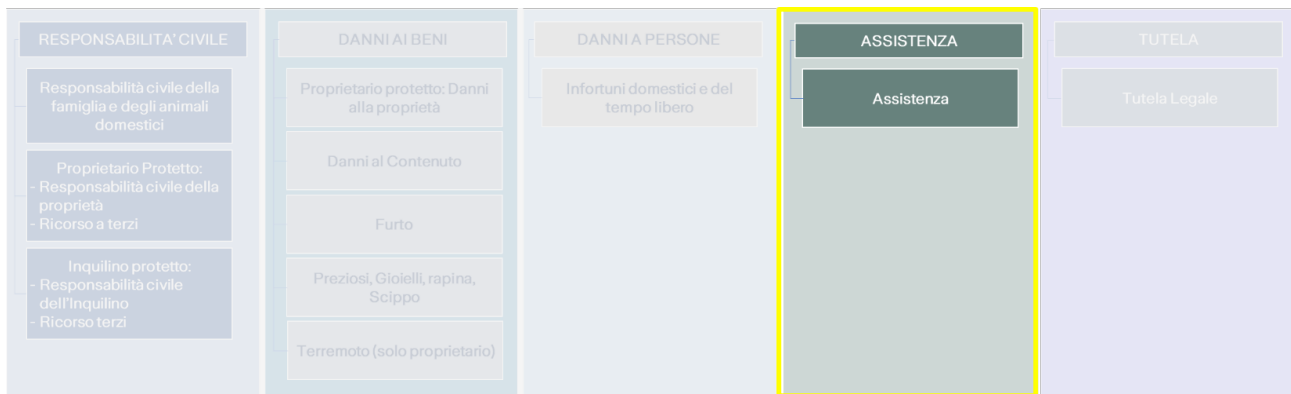 RESPONSABILITA' CIVILE
Responsabilità civile della
famiglia e degli animali
domestici
Proprietario Protetto:
- Responsabilità civile della
proprietà
- Ricorso a terzi
Inquilino protetto:
- Responsabilità civile
dell'Inquilino
- Ricorso terzi
DANNI AI BENI
Proprietario protetto: Danni
alla proprietà
Danni al Contenuto
Furto
Preziosi, Gioielli, rapina,
Scippo
Terremoto (solo proprietario)
DANNI A PERSONE
Infortuni domestici e del
tempo libero
ASSISTENZA
Assistenza
TUTELA
Tutela Legale